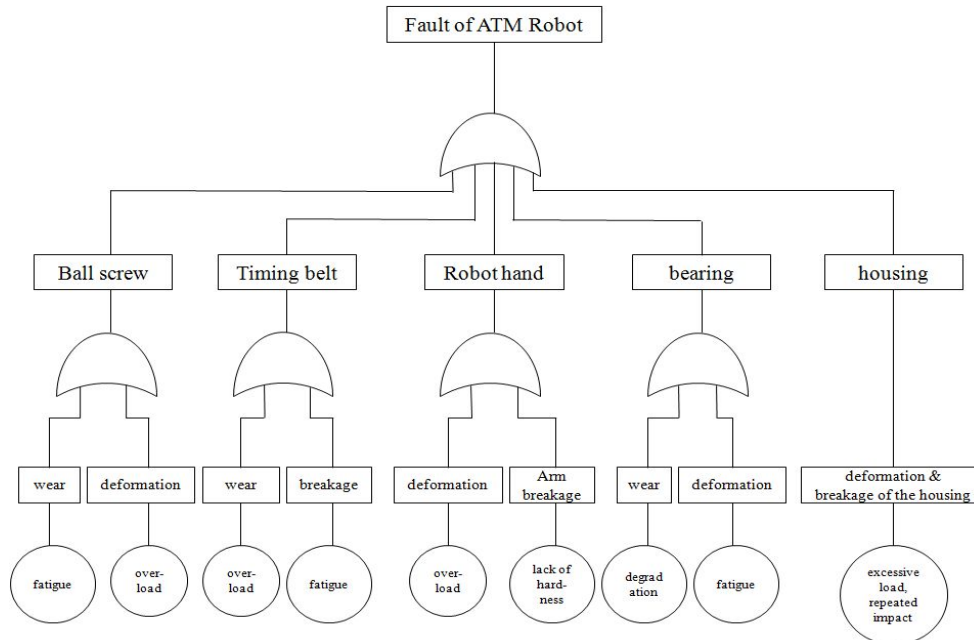 Fault of ATM Robot
Ball screw
Timing belt
Robot hand
bearing
housing
wear
deformation
wear
breakage
deformation
Arm
breakage
wear
deformation
deformation &
breakage of the housing
fatigue
over-
load
over-
load
fatigue
over-
load
lack of
hard-
ness
degrad
ation
fatigue
excessive
load,
repeated
impact